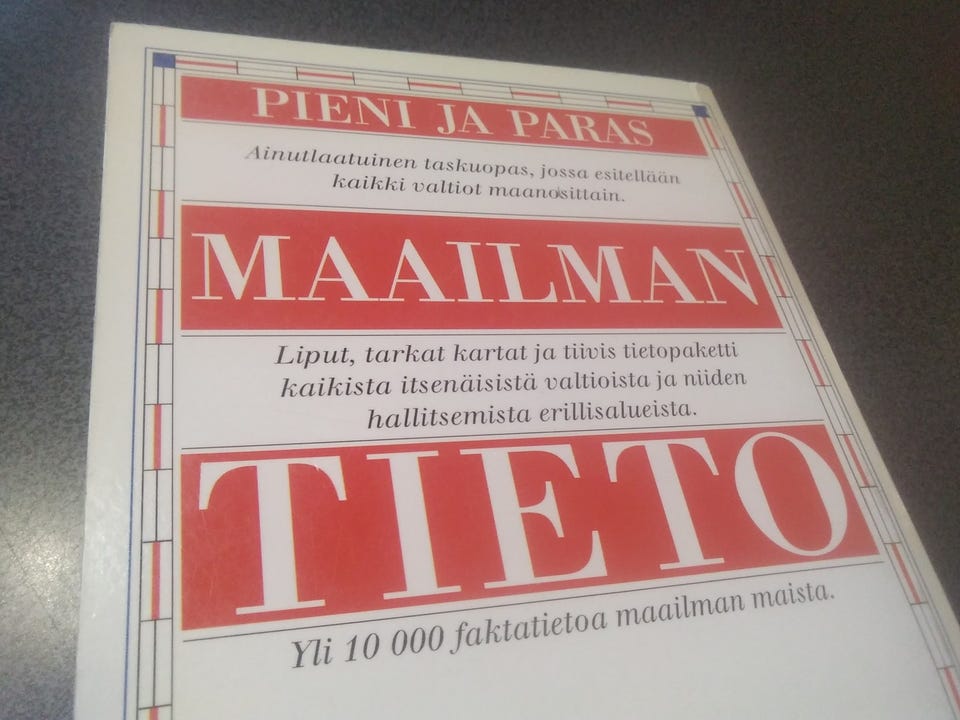 PIENI JA PARAS
Ainutlaatuinen taskuopas, jossa esitellään
kaikki valtiot maanosittain.
MAAILMAN
Liput, tarkat kartat ja tiivis tietopaketti
kaikista itsenäisistä valtioista ja niiden
hallitsemista erillisalueista.
TIETO
Yli 10 000 faktatietoa maailman maista.